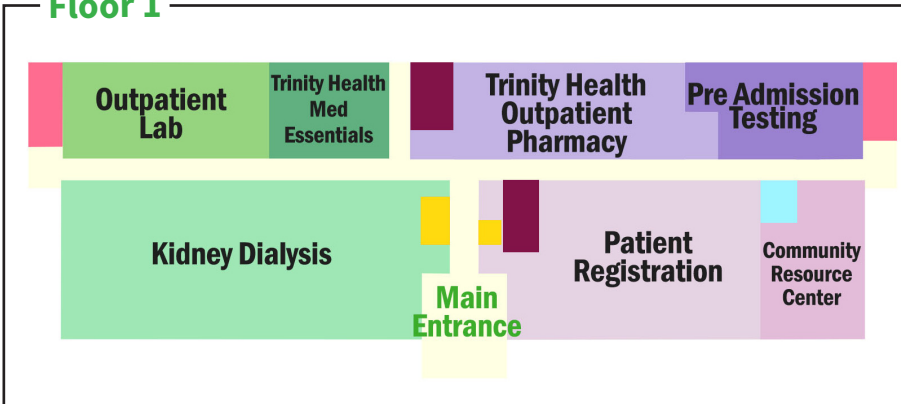 Floor 1
Outpatient
Lab
Trinity Health
Med
Essentials
Trinity Health
Outpatient
Pharmacy
Pre Admission
Testing
Kidney Dialysis
Main
Entrance
Patient
Registration
Community
Resource
Center